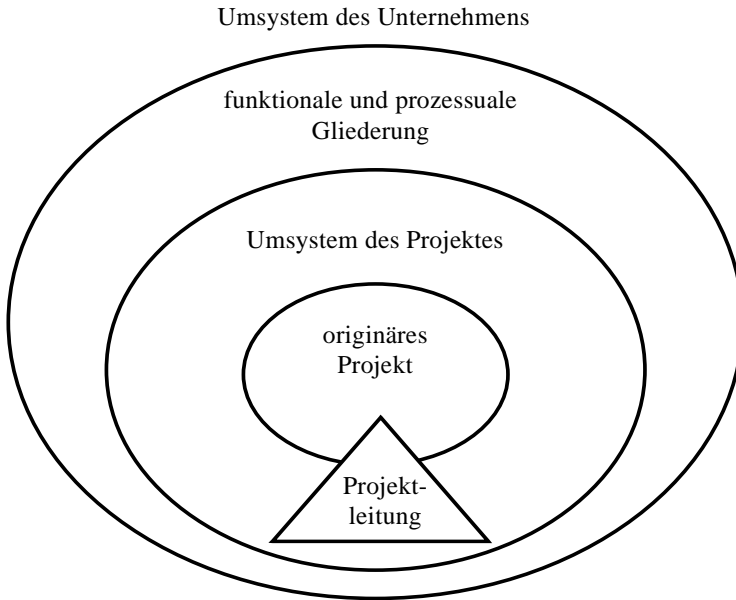 Umsystem des Unternehmens
funktionale und prozessuale
Gliederung
Umsystem des Projektes
originäres
Projekt
Projekt-
leitung